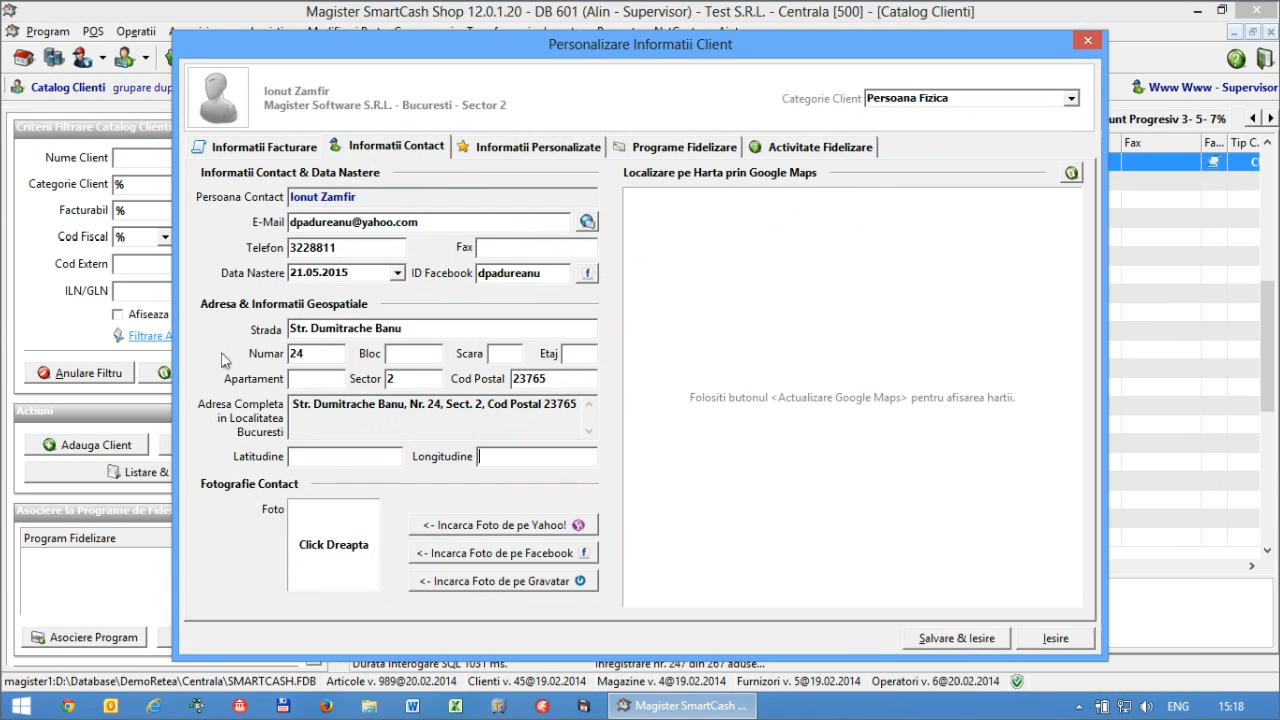 Magister SmartCash Shop 12.0.1.20 - DB 601 (Alin - Supervisor) - Test S.R.L. - Centrala [500] - [Catalog Clienti]
Program POS Operatii
Personalizare Informatii Client
Catalog Clienti grupare dup
Www Www - Supervisor
Ionut Zamfir
Magister Software S.R.L. - Bucuresti - Sector 2
Categorie Client Persoana Fizica
Criterii Filtrare Catalog Clienti
unt Progresiv 3- 5- 7%
Informatii Facturare Informatii Contact Informatii Personalizate Programe Fidelizare Activitate Fidelizare
Fax Fa... Tip C.
Nume Client
Categorie Client %
Facturabil %
Cod Fiscal %
Cod Extern
ILN/GLN
Afiseaza
Filtrare A
Anulare Filtru
Actiuni
Adauga Client
Listare &
Asociere la Programe de Fidel
Program Fidelizare
Asociere Program
Informatii Contact & Data Nastere
Persoana Contact Ionut Zamfir
E-Mail dpadureanu@yahoo.com
Telefon 3228811 Fax
Data Nastere 21.05.2015 ID Facebook dpadureanu
Adresa & Informatii Geospatiale
Strada Str. Dumitrache Banu
Numar 24 Bloc Scara Etaj
Apartament Sector 2 Cod Postal 23765
Adresa Completa in Localitatea Bucuresti Str. Dumitrache Banu, Nr. 24, Sect. 2, Cod Postal 23765
Latitudine Longitudine
Fotografie Contact
Foto Click Dreapta
<- Incarca Foto de pe Yahoo!
<- Incarca Foto de pe Facebook
<- Incarca Foto de pe Gravatar
Localizare pe Harta prin Google Maps
Folositi butonul <Actualizare Google Maps> pentru afisarea hartii.
Salvare & Iesire Iesire
Durata Interogare SQL 1031 ms. Inregistrare nr. 247 din 267 aduse...
magister1:D:\Database\DemoRetea\Centrala\SMARTCASH.FDB Articole v. 989@20.02.2014 Clienti v. 45@19.02.2014 Magazine v. 4@19.02.2014 Furnizori v. 5@19.02.2014 Operatori v. 6@20.02.2014
Magister SmartCash ... ENG 15:18